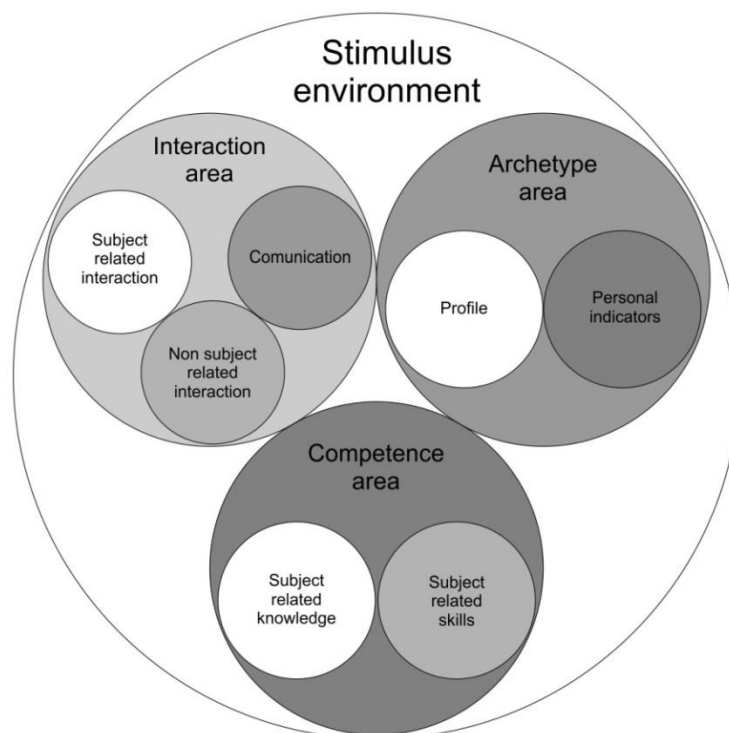 Stimulus
environment
Interaction
area
Subject
related
interaction
Comunication
Non subject
related
interaction
Archetype
area
Profile
Personal
indicators
Competence
area
Subject
related
knowledge
Subject
related
skills